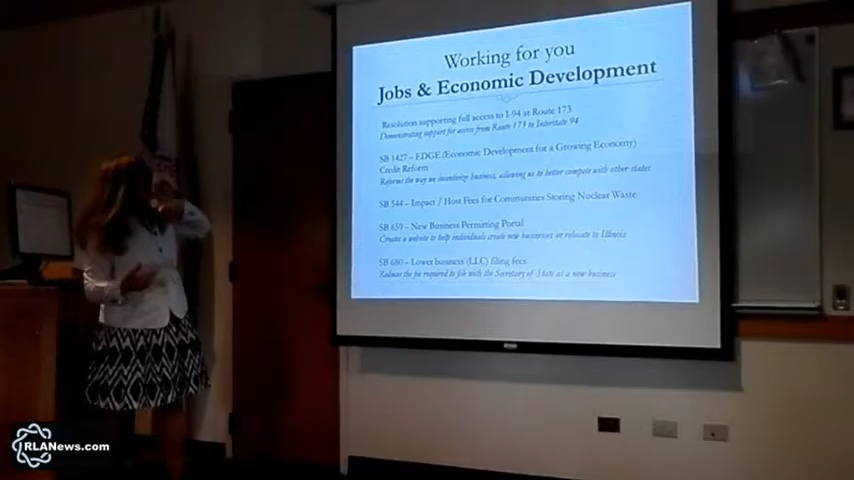 Working for you
Jobs & Economic Development
Resolution supporting full access to I-94 at Route 173
Demonstrating support for access from Route 173 to Interstate 94
SB 1427 – EDGE (Economic Development for a Growing Economy)
Credit Reform
Reforms the way we incentivize business, allowing us to better compete with other states
SB 544 – Impact / Host Fees for Communities Storing Nuclear Waste
SB 659 – New Business Permitting Portal
Creates a website to help individuals create new businesses or relocate to Illinois
SB 680 – Lower business (LLC) filing fees
Reduces the fee required to file with the Secretary of State as a new business
RLANews.com